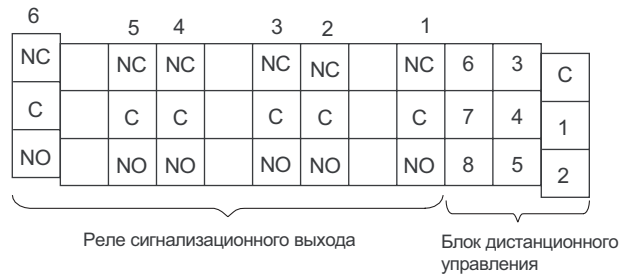 6 5 4 3 2 1
NC NC NC NC NC NC 6 3 C
C C C C C C 7 4 1
NO NO NO NO NO NO 8 5 2
Реле сигнализационного выхода
Блок дистанционного
управления